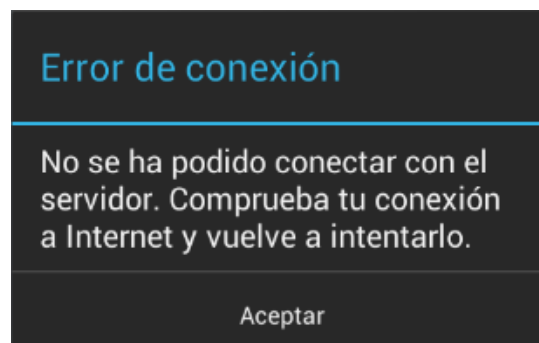 Error de conexión
No se ha podido conectar con el
servidor. Comprueba tu conexión
a Internet y vuelve a intentarlo.
Aceptar